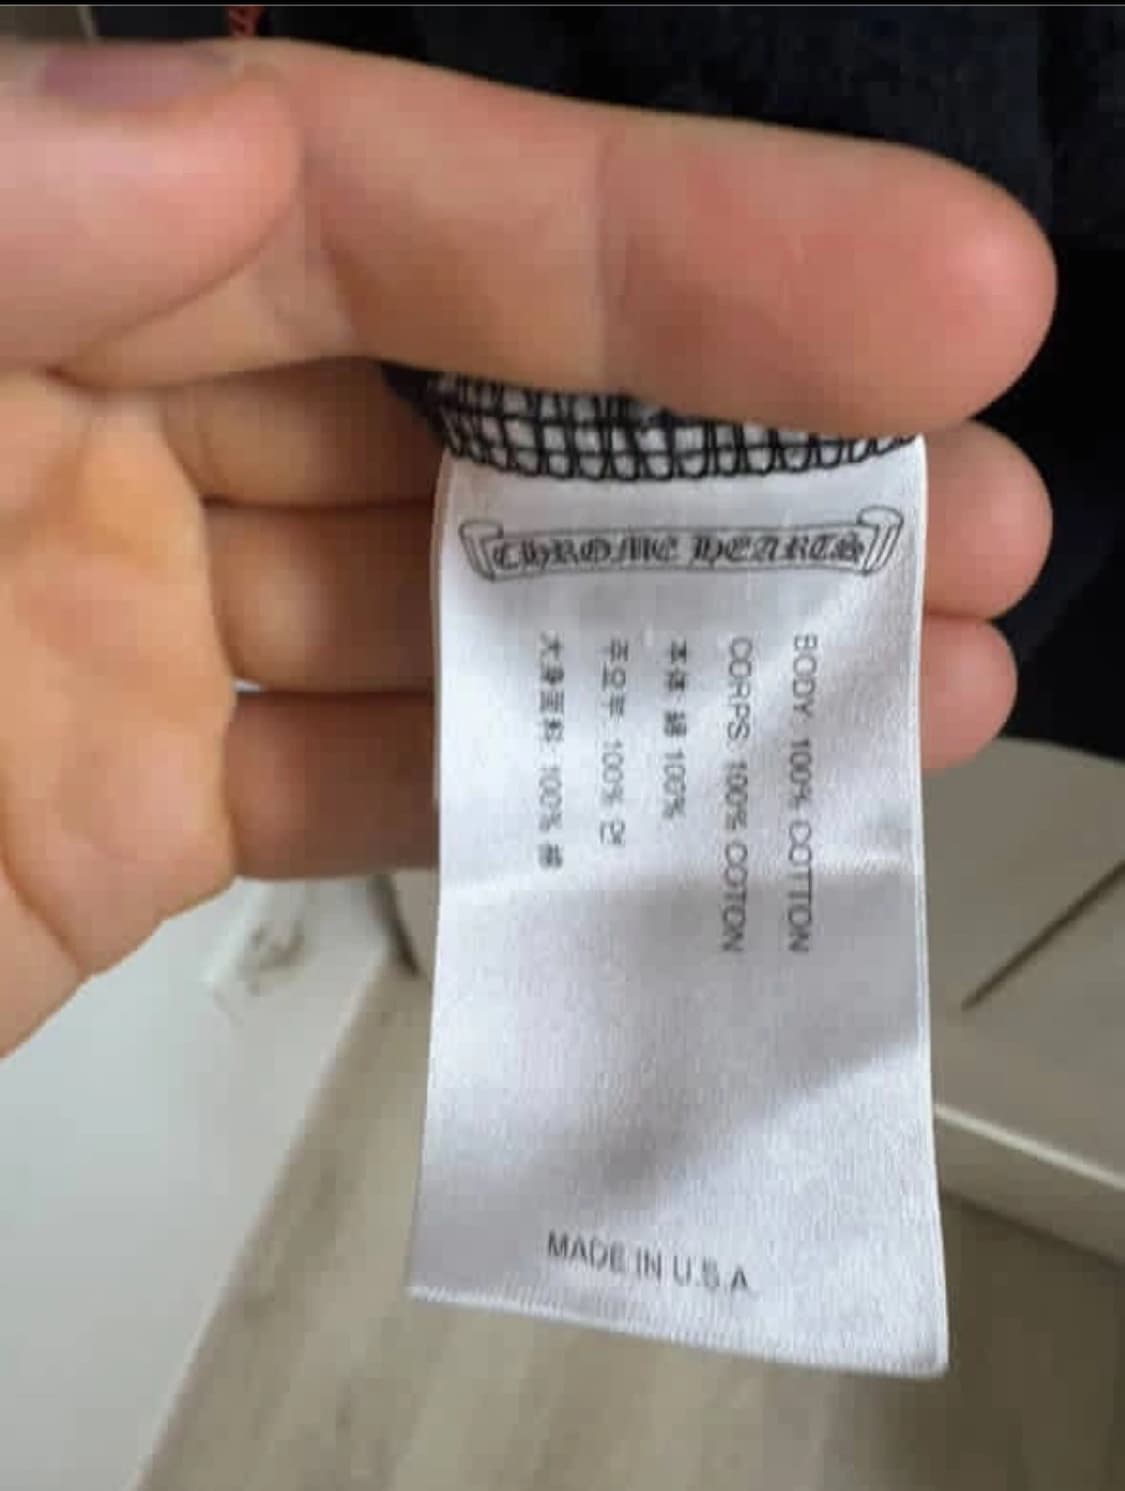 CHROME HEARTS
BODY: 100% COTTON
CORPS: 100% COTON
本体: 綿 100%
주요부: 100% 면
大身面料: 100% 棉
MADE IN U.S.A